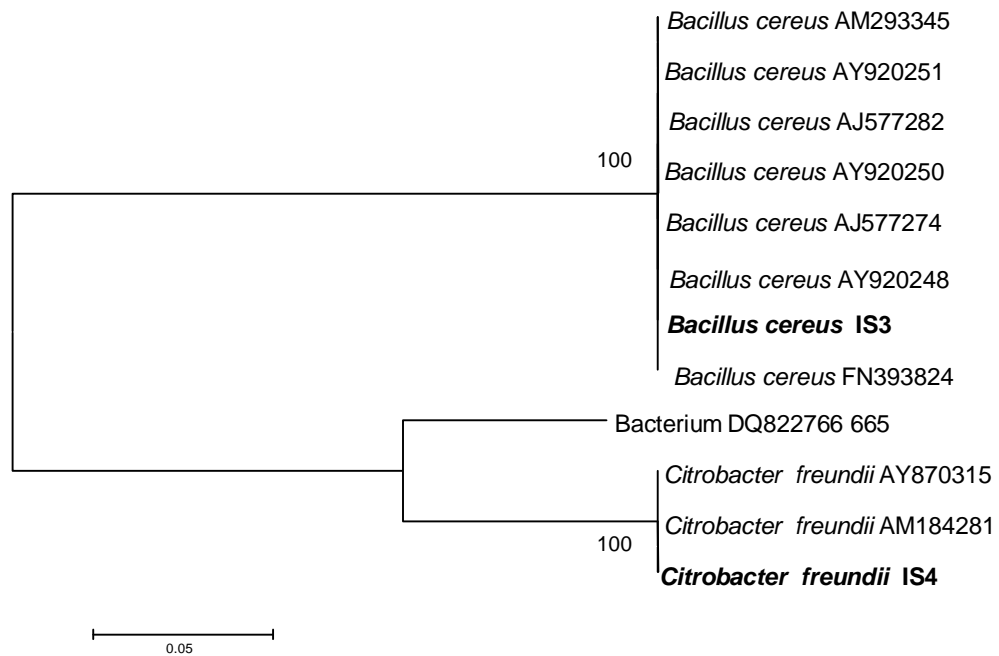 Bacillus cereus AM293345
Bacillus cereus AY920251
Bacillus cereus AJ577282
100
Bacillus cereus AY920250
Bacillus cereus AJ577274
Bacillus cereus AY920248
Bacillus cereus IS3
Bacillus cereus FN393824
Bacterium DQ822766 665
Citrobacter freundii AY870315
Citrobacter freundii AM184281
100
Citrobacter freundii IS4
0.05